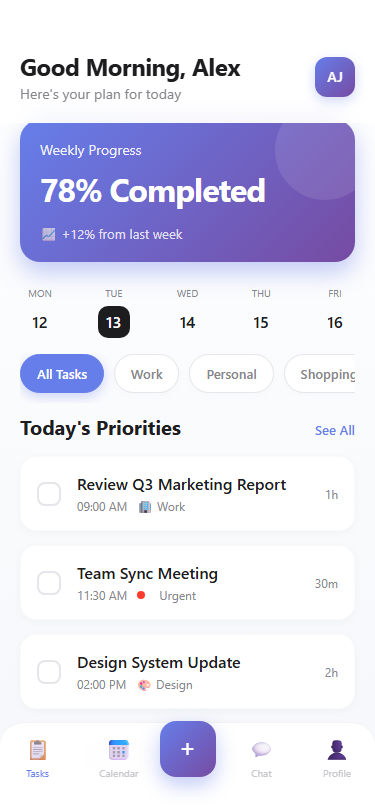 Good Morning, Alex
Here's your plan for today
AJ
Weekly Progress
78% Completed
+12% from last week
MON TUE WED THU FRI
12 13 14 15 16
All Tasks Work Personal Shopping
Today's Priorities See All
Review Q3 Marketing Report
09:00 AM Work 1h
Team Sync Meeting
11:30 AM Urgent 30m
Design System Update
02:00 PM Design 2h
+
Tasks Calendar Chat Profile